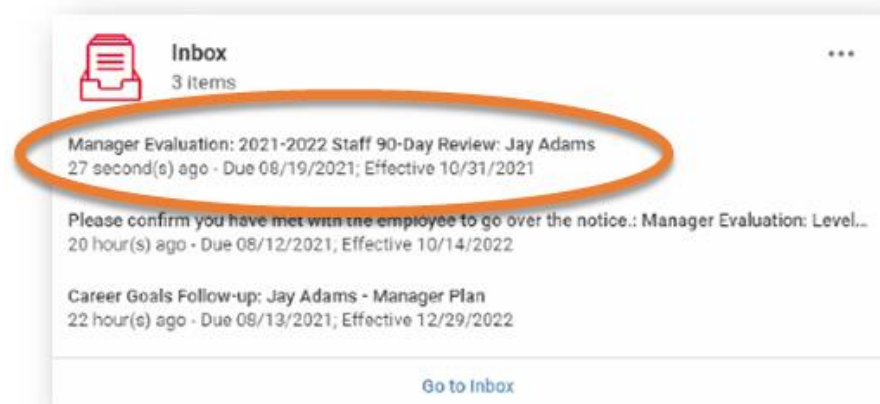 Inbox
3 items
Manager Evaluation: 2021-2022 Staff 90-Day Review: Jay Adams
27 second(s) ago - Due 08/19/2021; Effective 10/31/2021
Please confirm you have met with the employee to go over the notice.: Manager Evaluation: Level...
20 hour(s) ago - Due 08/12/2021; Effective 10/14/2022
Career Goals Follow-up: Jay Adams - Manager Plan
22 hour(s) ago - Due 08/13/2021; Effective 12/29/2022
Go to Inbox